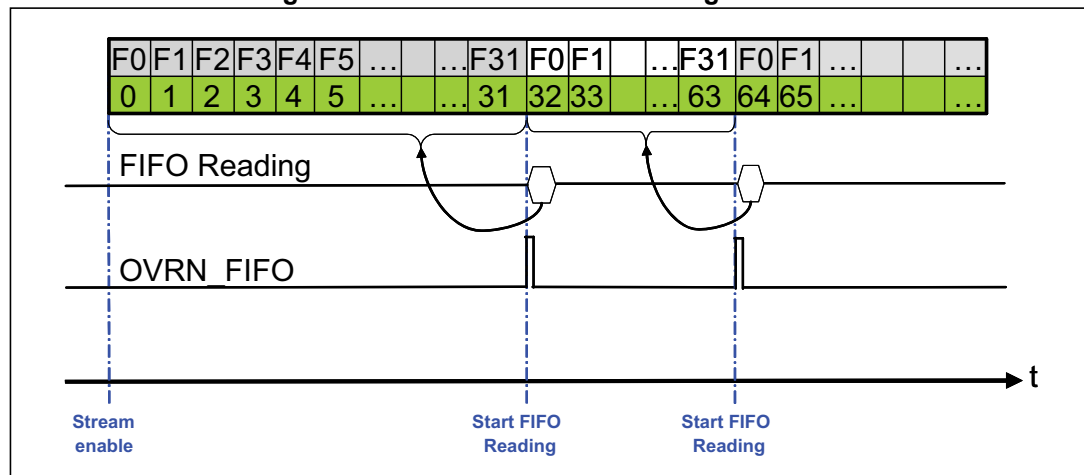 F0 F1 F2 F3 F4 F5 ... ...F31 F0 F1 ...F31 F0 F1 ... ...
0 1 2 3 4 5 ... ... 31 32 33 ... 63 64 65 ... ...
FIFO Reading
OVRN_FIFO
t
Stream Start FIFO Start FIFO
enable Reading Reading